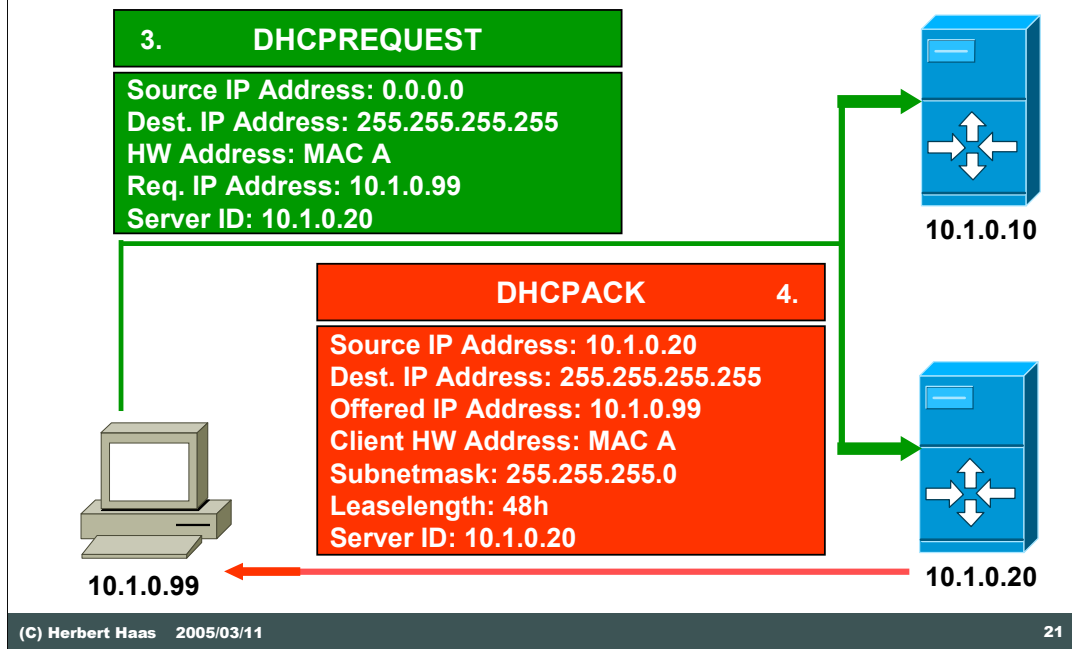 3. DHCPREQUEST
Source IP Address: 0.0.0.0
Dest. IP Address: 255.255.255.255
HW Address: MAC A
Req. IP Address: 10.1.0.99
Server ID: 10.1.0.20
10.1.0.10
DHCPACK 4.
Source IP Address: 10.1.0.20
Dest. IP Address: 255.255.255.255
Offered IP Address: 10.1.0.99
Client HW Address: MAC A
Subnetmask: 255.255.255.0
Leaselength: 48h
Server ID: 10.1.0.20
10.1.0.99
10.1.0.20
(C) Herbert Haas 2005/03/11
21